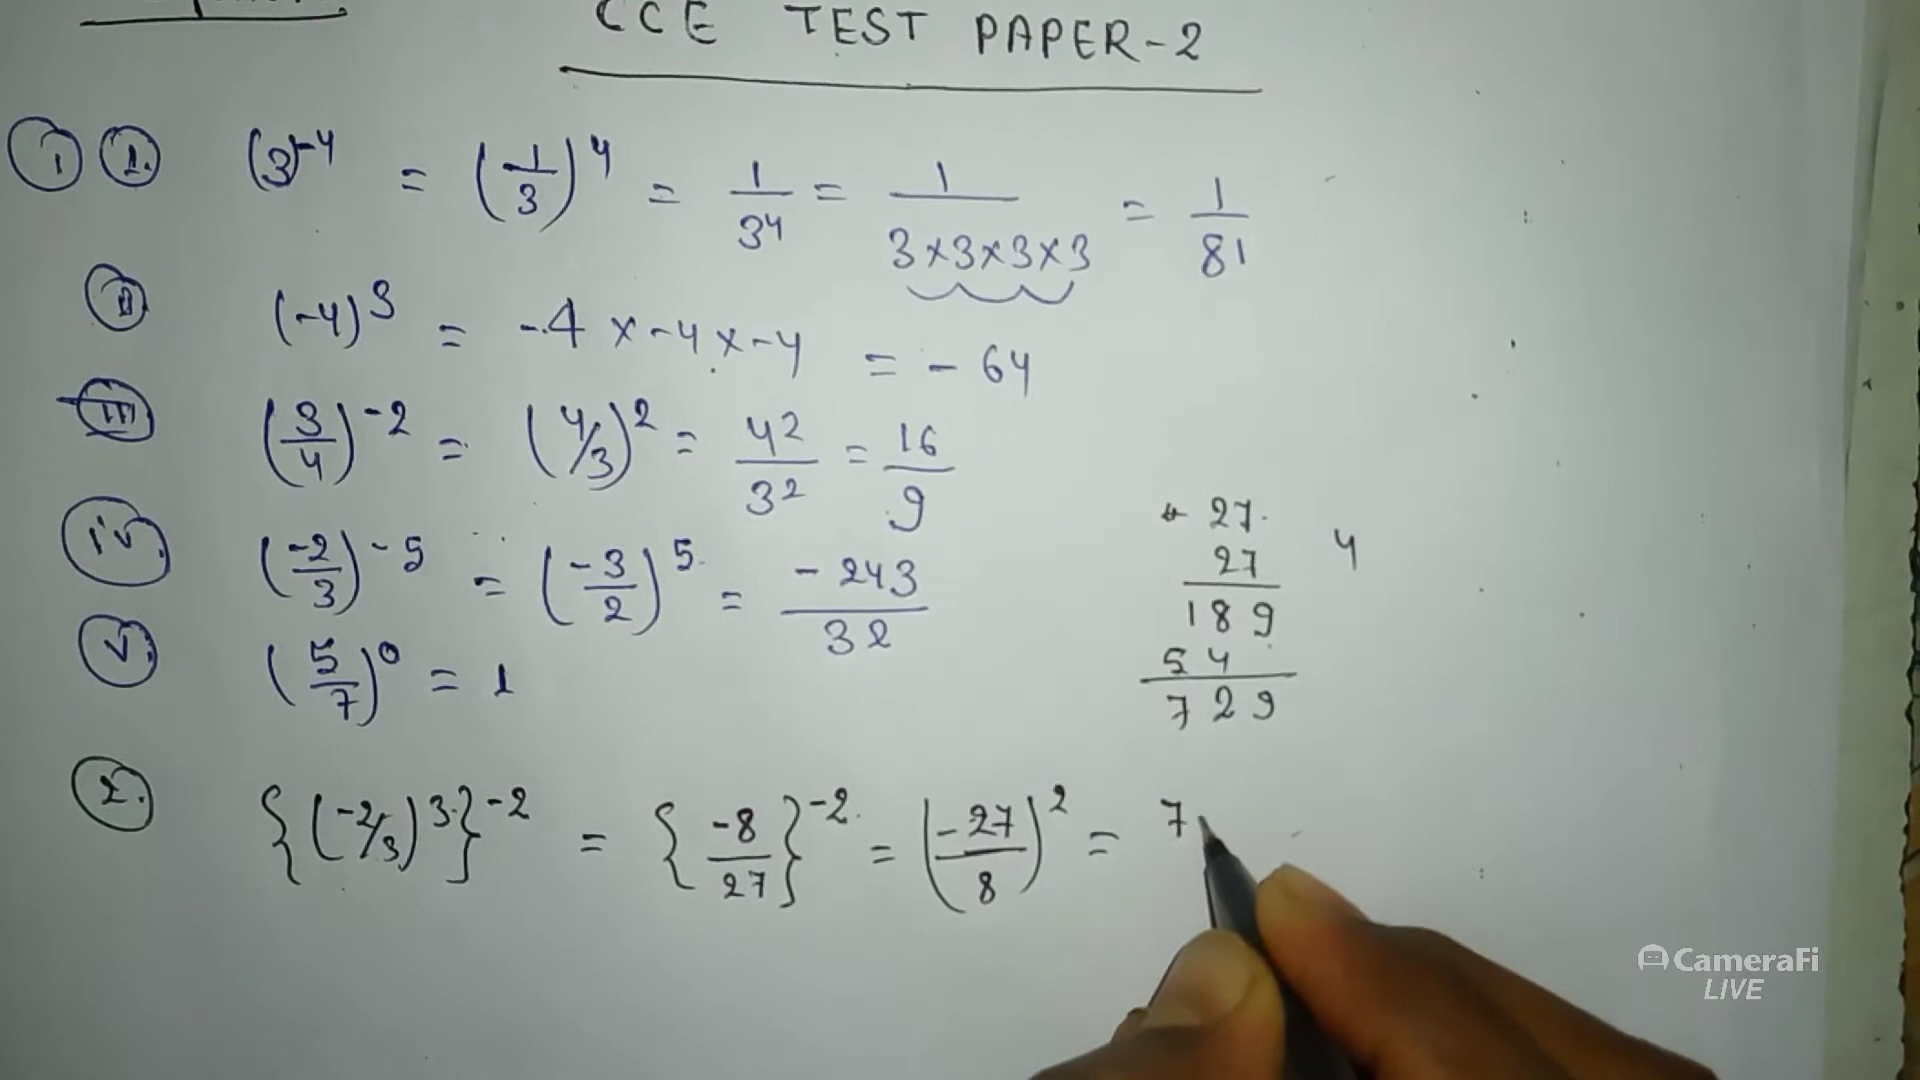 CCE TEST PAPER-2
① ①. (3)^-4 = (1/3)^4 = 1/3^4 = 1/(3×3×3×3) = 1/81
ⓘⓘ (-4)^3 = -4 × -4 × -4 = - 64
III (3/4)^-2 = (4/3)^2 = 4^2/3^2 = 16/9
iv. (-2/3)^-5 = (-3/2)^5 = -243/32
v. (5/7)^0 = 1
27
27
4
189
54
729
2. {(-2/3)^3}^-2 = {-8/27}^-2 = (-27/8)^2 = 7
CameraFi
LIVE